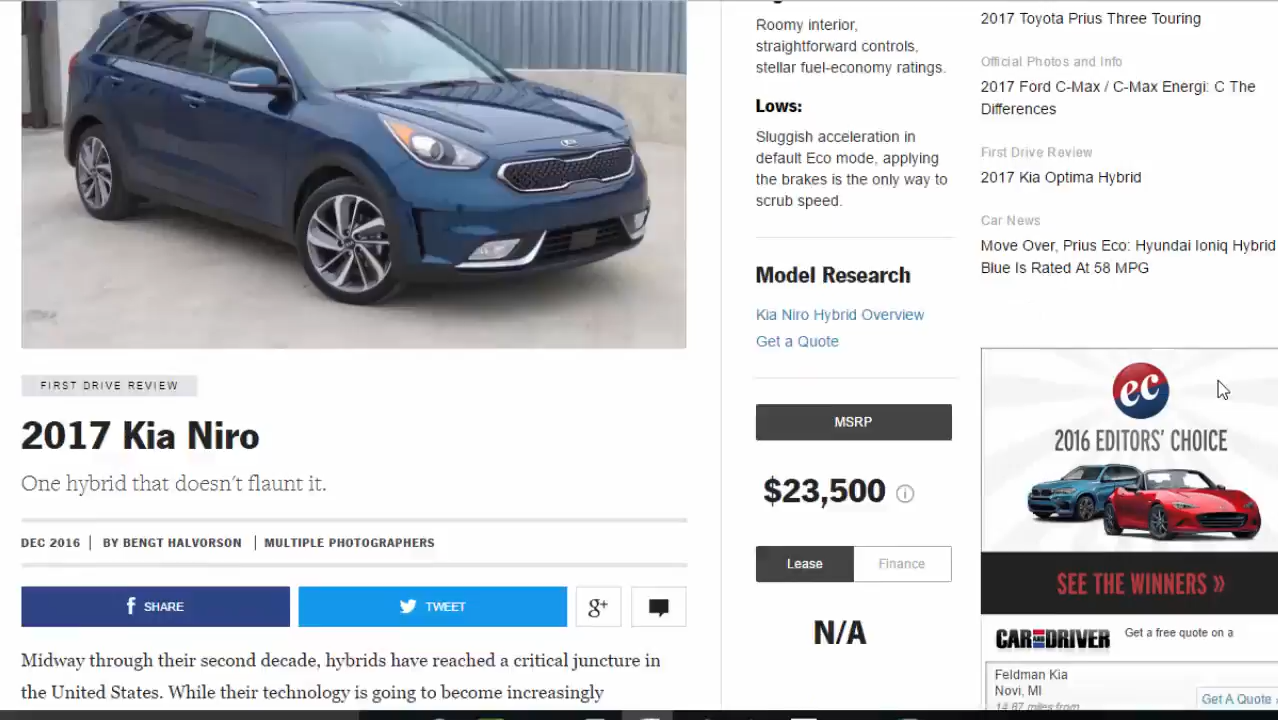 FIRST DRIVE REVIEW
2017 Kia Niro
One hybrid that doesn't flaunt it.
DEC 2016 | BY BENGT HALVORSON | MULTIPLE PHOTOGRAPHERS
f SHARE
TWEET
g+
Midway through their second decade, hybrids have reached a critical juncture in
the United States. While their technology is going to become increasingly
Roomy interior,
straightforward controls,
stellar fuel-economy ratings.
Lows:
Sluggish acceleration in
default Eco mode, applying
the brakes is the only way to
scrub speed.
Model Research
Kia Niro Hybrid Overview
Get a Quote
MSRP
$23,500
Lease
Finance
N/A
2017 Toyota Prius Three Touring
Official Photos and Info
2017 Ford C-Max / C-Max Energi: C The
Differences
First Drive Review
2017 Kia Optima Hybrid
Car News
Move Over, Prius Eco: Hyundai Ioniq Hybrid
Blue Is Rated At 58 MPG
ec
2016 EDITORS' CHOICE
SEE THE WINNERS »
CAR AND DRIVER
Get a free quote on a
Feldman Kia
Novi, MI
14.67 miles from
Get A Quote